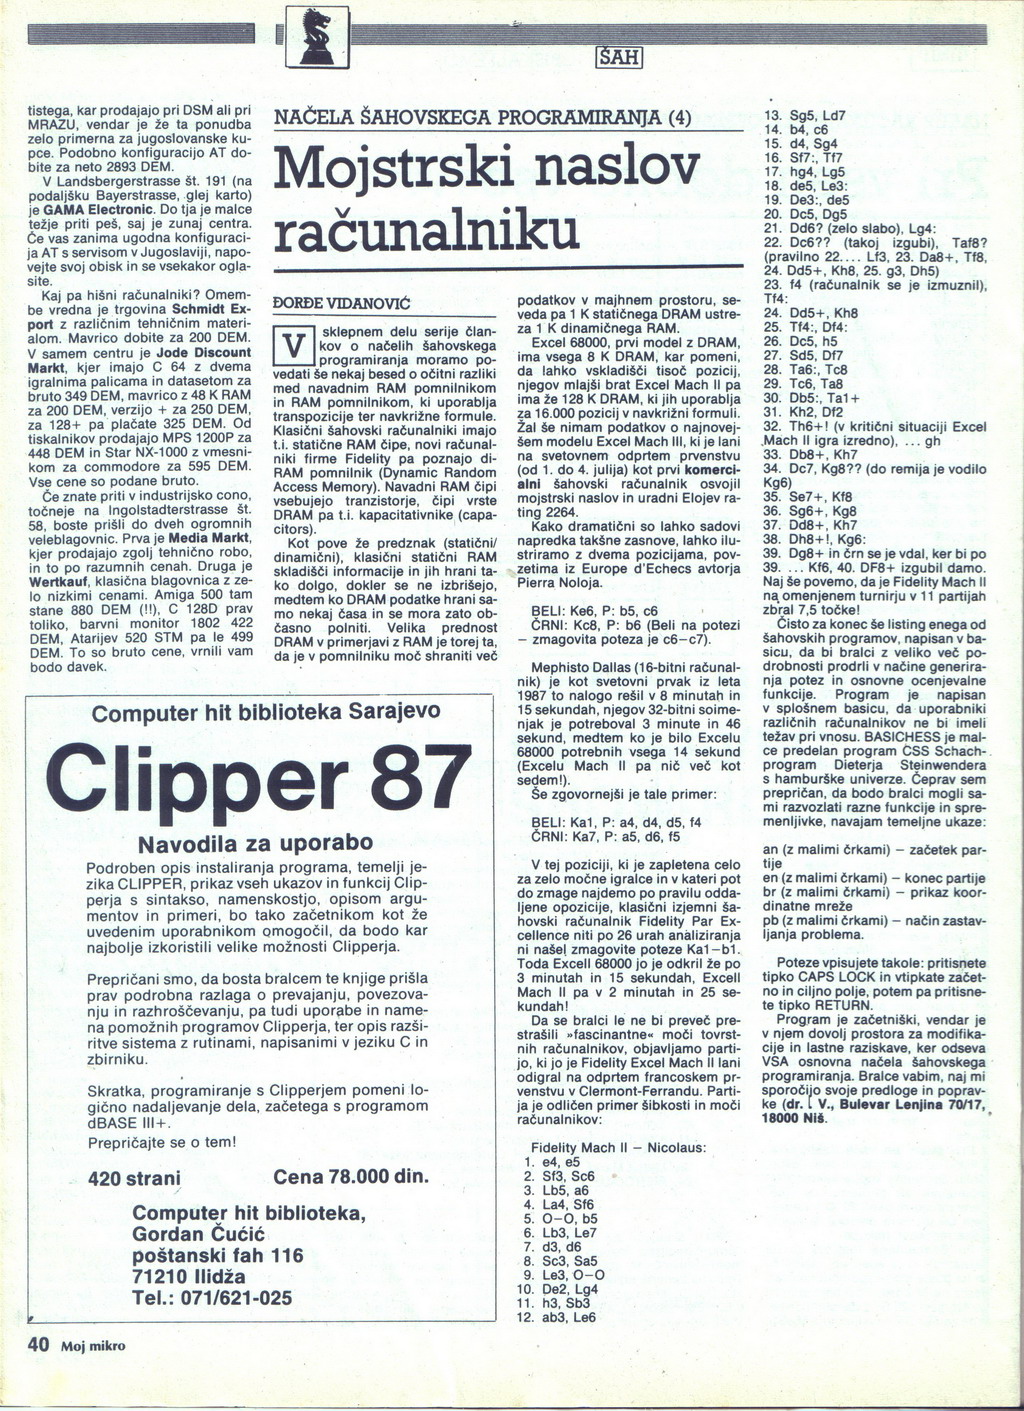 ŠAH
tistega, kar prodajajo pri DSM ali pri
MRAZU, vendar je že ta ponudba
zelo primerna za jugoslovanske ku-
pce. Podobno konfiguracijo AT do-
bite za neto 2893 DEM.
V Landsbergerstrasse št. 191 (na
podaljšku Bayerstrasse, glej karto)
je GAMA Electronic. Do tja je malce
težje priti peš, saj je zunaj centra.
Če vas zanima ugodna konfiguraci-
ja AT s servisom v Jugoslaviji, napo-
vejte svoj obisk in se vsekakor ogla-
site.
Kaj pa hišni računalniki? Omem-
be vredna je trgovina Schmidt Ex-
port z različnim tehničnim materi-
alom. Mavrico dobite za 200 DEM.
V samem centru je Jode Discount
Markt, kjer imajo C 64 z dvema
igralnima palicama in datasetom za
bruto 349 DEM, mavrico z 48 K RAM
za 200 DEM, verzijo + za 250 DEM,
za 128+ pa plačate 325 DEM. Od
tiskalnikov prodajajo MPS 1200P za
448 DEM in Star NX-1000 z vmesni-
kom za commodore za 595 DEM.
Vse cene so podane bruto.
Če znate priti v industrijsko cono,
točneje na Ingolstadterstrasse št.
58, boste prišli do dveh ogromnih
veleblagovnic. Prva je Media Markt,
kjer prodajajo zgolj tehnično robo,
in to po razumnih cenah. Druga je
Wertkauf, klasična blagovnica z ze-
lo nizkimi cenami. Amiga 500 tam
stane 880 DEM (!!), C 128D prav
toliko, barvni monitor 1802 422
DEM, Atarijev 520 STM pa le 499
DEM. To so bruto cene, vrnili vam
bodo davek.
Computer hit biblioteka Sarajevo
Clipper 87
Navodila za uporabo
Podroben opis instaliranja programa, temelji je-
zika CLIPPER, prikaz vseh ukazov in funkcij Clip-
perja s sintakso, namenskostjo, opisom argu-
mentov in primeri, bo tako začetnikom kot že
uvedenim uporabnikom omogočil, da bodo kar
najbolje izkoristili velike možnosti Clipperja.
Prepričani smo, da bosta bralcem te knjige prišla
prav podrobna razlaga o prevajanju, povezova-
nju in razhroščevanju, pa tudi uporabe in name-
na pomožnih programov Clipperja, ter opis razši-
ritve sistema z rutinami, napisanimi v jeziku C in
zbirniku.
Skratka, programiranje s Clipperjem pomeni lo-
gično nadaljevanje dela, začetega s programom
dBASE III+.
Prepričajte se o tem!
420 strani Cena 78.000 din.
Computer hit biblioteka,
Gordan Čučić
poštanski fah 116
71210 Ilidža
Tel.: 071/621-025
NAČELA ŠAHOVSKEGA PROGRAMIRANJA (4)
Mojstrski naslov
računalniku
ĐORĐE VIDANOVIĆ
V sklepnem delu serije član-
kov o načelih šahovskega
programiranja moramo po-
vedati še nekaj besed o očitni razliki
med navadnim RAM pomnilnikom
in RAM pomnilnikom, ki uporablja
transpozicije ter navkrižne formule.
Klasični šahovski računalniki imajo
t.i. statične RAM čipe, novi računal-
niki firme Fidelity pa poznajo di-
RAM pomnilnik (Dynamic Random
Access Memory). Navadni RAM čipi
vsebujejo tranzistorje, čipi vrste
DRAM pa t.i. kapacitativnike (capa-
citors).
Kot pove že predznak (statični/
dinamični), klasični statični RAM
skladišči informacije in jih hrani ta-
ko dolgo, dokler se ne izbrišejo,
medtem ko DRAM podatke hrani sa-
mo nekaj časa in se mora zato ob-
časno polniti. Velika prednost
DRAM v primerjavi z RAM je torej ta,
da je v pomnilniku moč shraniti več
podatkov v majhnem prostoru, se-
veda pa 1 K statičnega DRAM ustre-
za 1 K dinamičnega RAM.
Excel 68000, prvi model z DRAM,
ima vsega 8 K DRAM, kar pomeni,
da lahko vskladišči tisoč pozicij,
njegov mlajši brat Excel Mach II pa
ima že 128 K DRAM, ki jih uporablja
za 16.000 pozicij v navkrižni formuli.
Žal še nimam podatkov o najnovej-
šem modelu Excel Mach III, ki je lani
na svetovnem odprtem prvenstvu
(od 1. do 4. julija) kot prvi komerci-
alni šahovski računalnik osvojil
mojstrski naslov in uradni Elojev ra-
ting 2264.
Kako dramatični so lahko sadovi
napredka takšne zasnove, lahko ilu-
striramo z dvema pozicijama, pov-
zetima iz Europe d'Echecs avtorja
Pierra Noloja.
BELI: Ke6, P: b5, c6
ČRNI: Kc8, P: b6 (Beli na potezi
– zmagovita poteza je c6–c7).
Mephisto Dallas (16-bitni računal-
nik) je kot svetovni prvak iz leta
1987 to nalogo rešil v 8 minutah in
15 sekundah, njegov 32-bitni soime-
njak je potreboval 3 minute in 46
sekund, medtem ko je bilo Excelu
68000 potrebnih vsega 14 sekund
(Excelu Mach II pa nič več kot
sedem!).
Še zgovornejši je tale primer:
BELI: Ka1, P: a4, d4, d5, f4
ČRNI: Ka7, P: a5, d6, f5
V tej poziciji, ki je zapletena celo
za zelo močne igralce in v kateri pot
do zmage najdemo po pravilu odda-
ljene opozicije, klasični izjemni ša-
hovski računalnik Fidelity Par Ex-
cellence niti po 26 urah analiziranja
ni našel zmagovite poteze Ka1–b1.
Toda Excell 68000 jo je odkril že po
3 minutah in 15 sekundah, Excell
Mach II pa v 2 minutah in 25 se-
kundah!
Da se bralci le ne bi preveč pre-
strašili »fascinantne« moči tovrst-
nih računalnikov, objavljamo parti-
jo, ki jo je Fidelity Excel Mach II lani
odigral na odprtem francoskem pr-
venstvu v Clermont-Ferrandu. Parti-
ja je odličen primer šibkosti in moči
računalnikov:
Fidelity Mach II – Nicolaus:
1. e4, e5
2. Sf3, Sc6
3. Lb5, a6
4. La4, Sf6
5. O–O, b5
6. Lb3, Le7
7. d3, d6
8. Sc3, Sa5
9. Le3, O–O
10. De2, Lg4
11. h3, Sb3
12. ab3, Le6
13. Sg5, Ld7
14. b4, c6
15. d4, Sg4
16. Sf7:, Tf7
17. hg4, Lg5
18. de5, Le3:
19. De3:, de5
20. Dc5, Dg5
21. Dd6? (zelo slabo), Lg4:
22. Dc6?? (takoj izgubi), Taf8?
(pravilno 22.... Lf3, 23. Da8+, Tf8,
24. Dd5+, Kh8, 25. g3, Dh5)
23. f4 (računalnik se je izmuznil),
Tf4:
24. Dd5+, Kh8
25. Tf4:, Df4:
26. Dc5, h5
27. Sd5, Df7
28. Ta6:, Tc8
29. Tc6, Ta8
30. Db5:, Ta1+
31. Kh2, Df2
32. Th6+! (v kritični situaciji Excel
Mach II igra izredno), ... gh
33. Db8+, Kh7
34. Dc7, Kg8?? (do remija je vodilo
Kg6)
35. Se7+, Kf8
36. Sg6+, Kg8
37. Dd8+, Kh7
38. Dh8+!, Kg6:
39. Dg8+ in črn se je vdal, ker bi po
39. ... Kf6, 40. DF8+ izgubil damo.
Naj še povemo, da je Fidelity Mach II
na omenjenem turnirju v 11 partijah
zbral 7,5 točke!
Čisto za konec še listing enega od
šahovskih programov, napisan v ba-
sicu, da bi bralci z veliko več po-
drobnosti prodrli v načine generira-
nja potez in osnovne ocenjevalne
funkcije. Program je napisan
v splošnem basicu, da uporabniki
različnih računalnikov ne bi imeli
težav pri vnosu. BASICHESS je mal-
ce predelan program CSS Schach-
program Dieterja Steinwendera
s hamburške univerze. Čeprav sem
prepričan, da bodo bralci mogli sa-
mi razvozlati razne funkcije in spre-
menljivke, navajam temeljne ukaze:
an (z malimi črkami) – začetek par-
tije
en (z malimi črkami) – konec partije
br (z malimi črkami) – prikaz koor-
dinatne mreže
pb (z malimi črkami) – način zastav-
ljanja problema.
Poteze vpisujete takole: pritisnete
tipko CAPS LOCK in vtipkate začet-
no in ciljno polje, potem pa pritisne-
te tipko RETURN.
Program je začetniški, vendar je
v njem dovolj prostora za modifika-
cije in lastne raziskave, ker odseva
VSA osnovna načela šahovskega
programiranja. Bralce vabim, naj mi
sporočijo svoje predloge in poprav-
ke (dr. V., Bulevar Lenjina 70/17,
18000 Niš.
40 Moj mikro